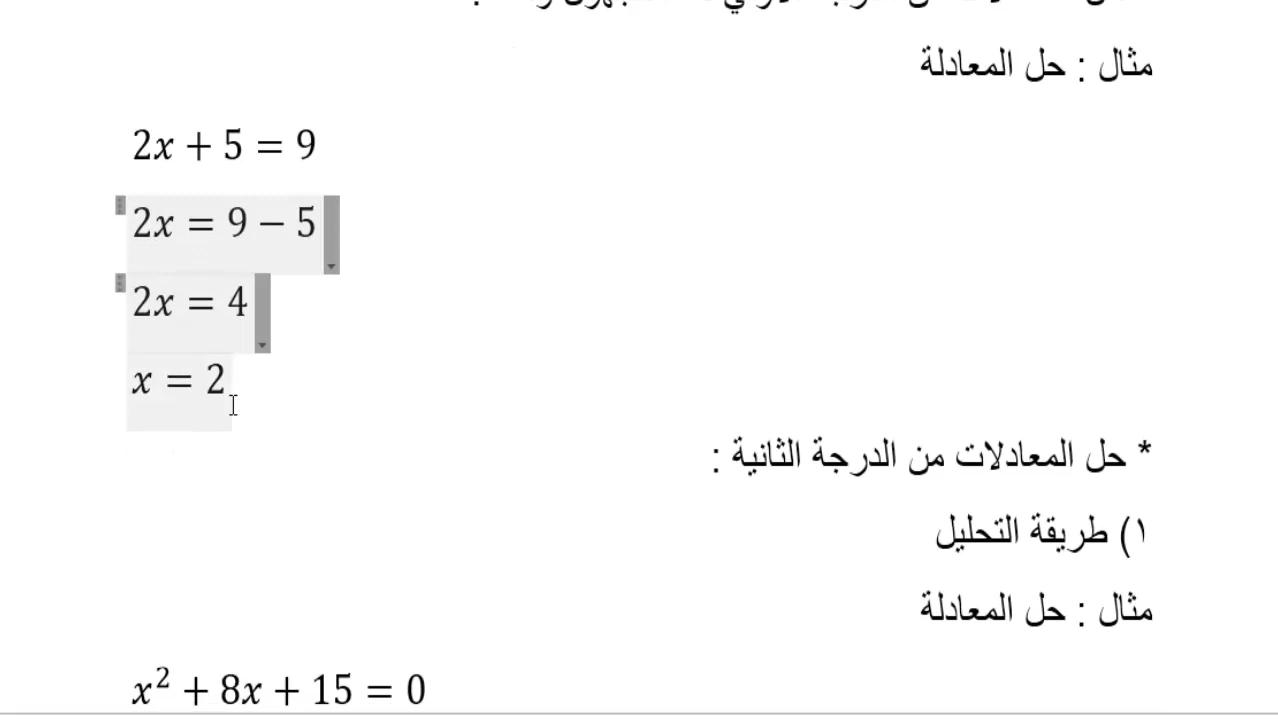 مثال : حل المعادلة
2x + 5 = 9
2x = 9 − 5
2x = 4
x = 2
* حل المعادلات من الدرجة الثانية :
١) طريقة التحليل
مثال : حل المعادلة
x² + 8x + 15 = 0